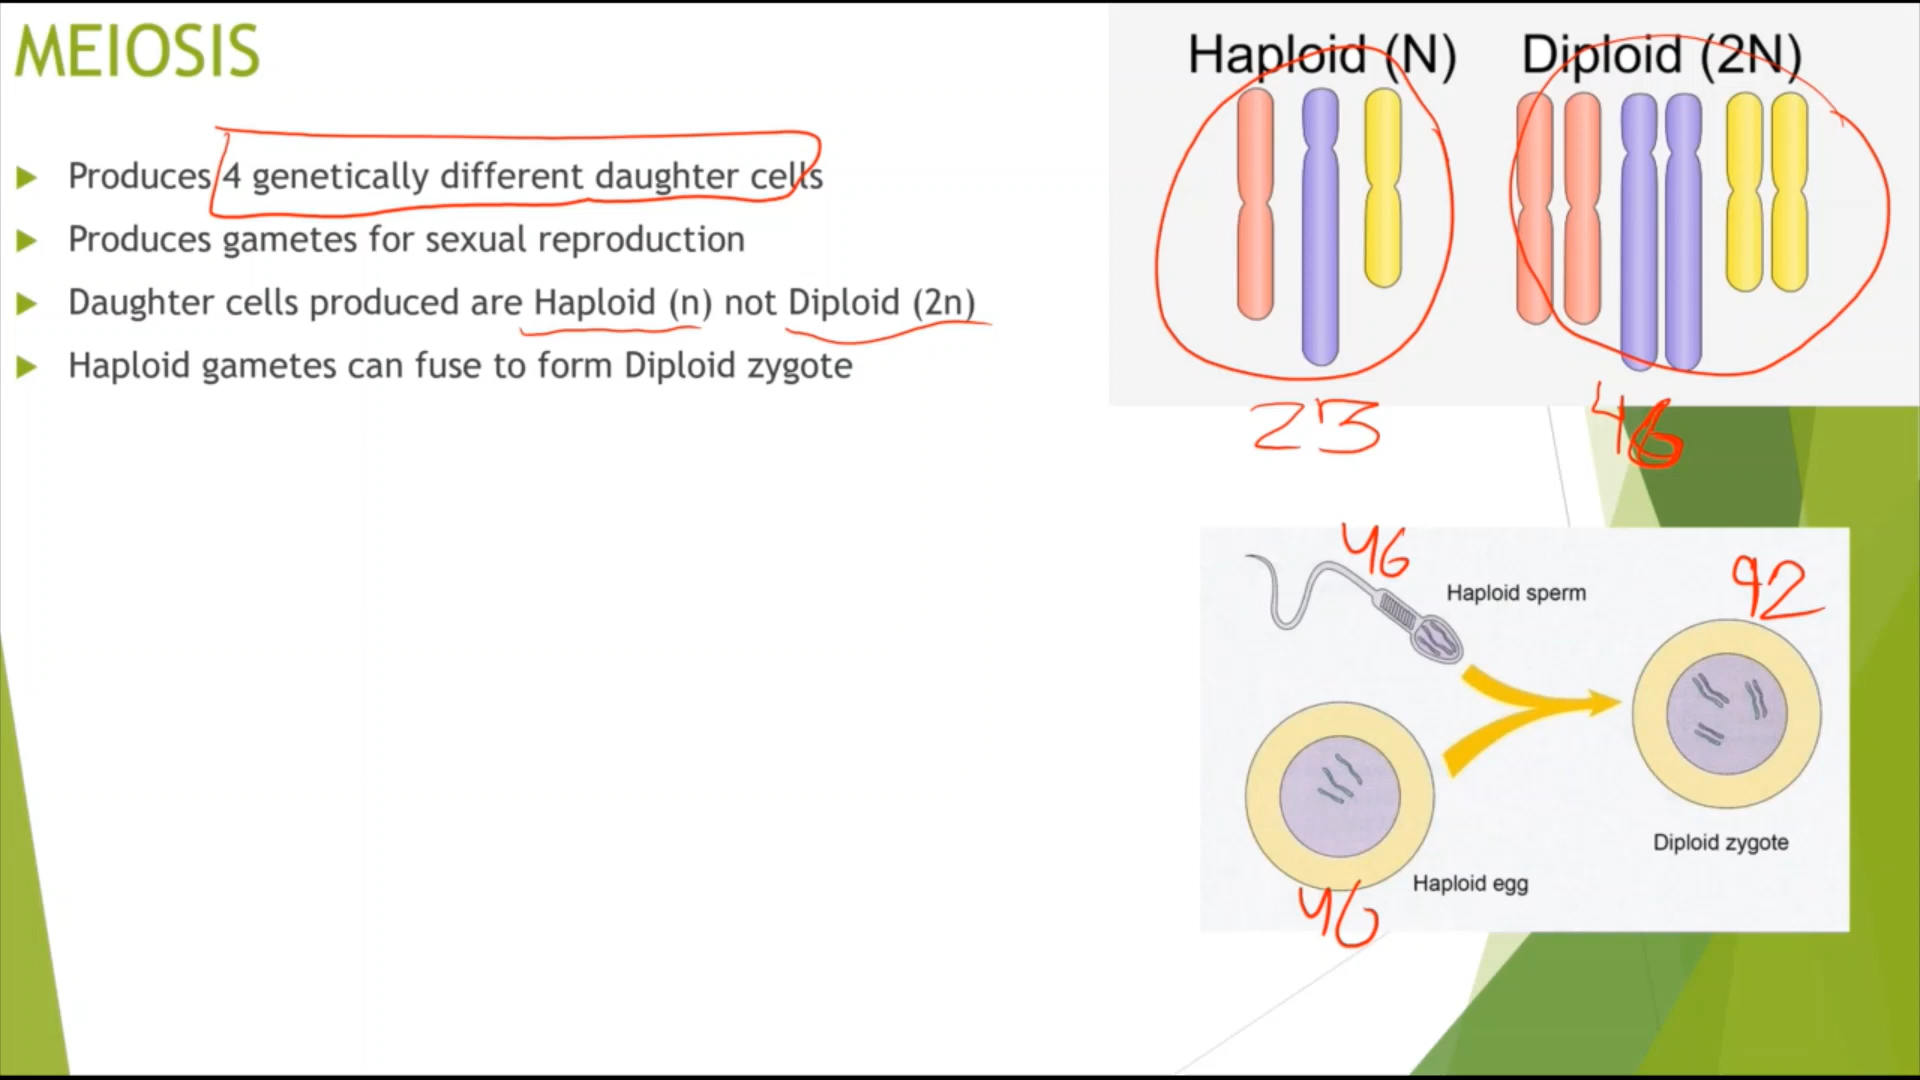 MEIOSIS
Produces 4 genetically different daughter cells
Produces gametes for sexual reproduction
Daughter cells produced are Haploid (n) not Diploid (2n)
Haploid gametes can fuse to form Diploid zygote
Haploid (N) Diploid (2N)
23 46
46
Haploid sperm
92
Diploid zygote
Haploid egg
46